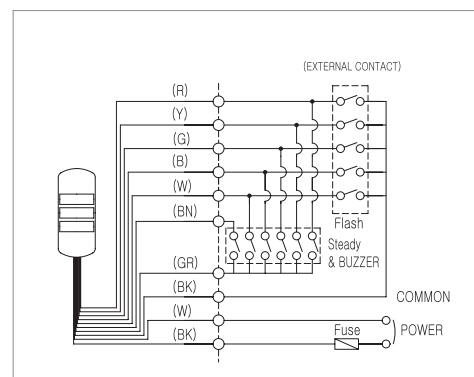 (EXTERNAL CONTACT)
(R)
(Y)
(G)
(B)
(W)
(BN)
Flash
Steady
& BUZZER
(GR)
(BK)
COMMON
(W)
(BK)
Fuse
POWER